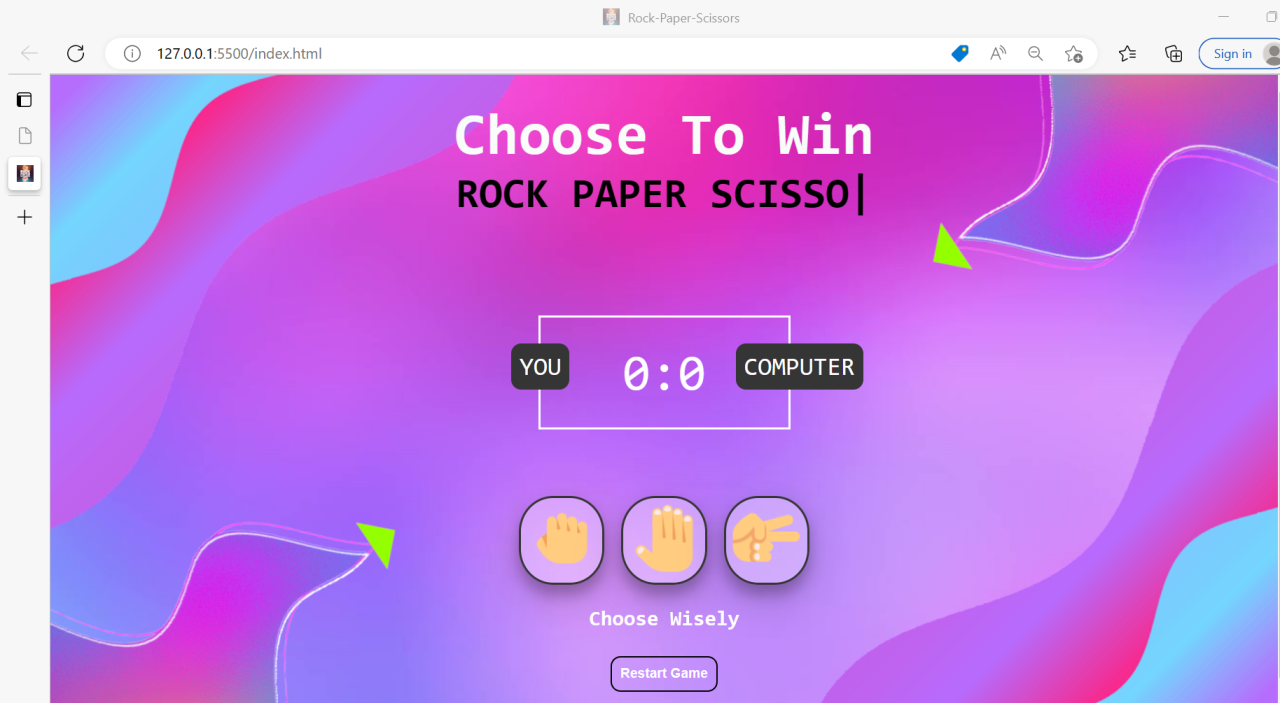 Rock-Paper-Scissors
127.0.0.1:5500/index.html
Sign in
Choose To Win
ROCK PAPER SCISSO|
YOU 0:0 COMPUTER
Choose Wisely
Restart Game